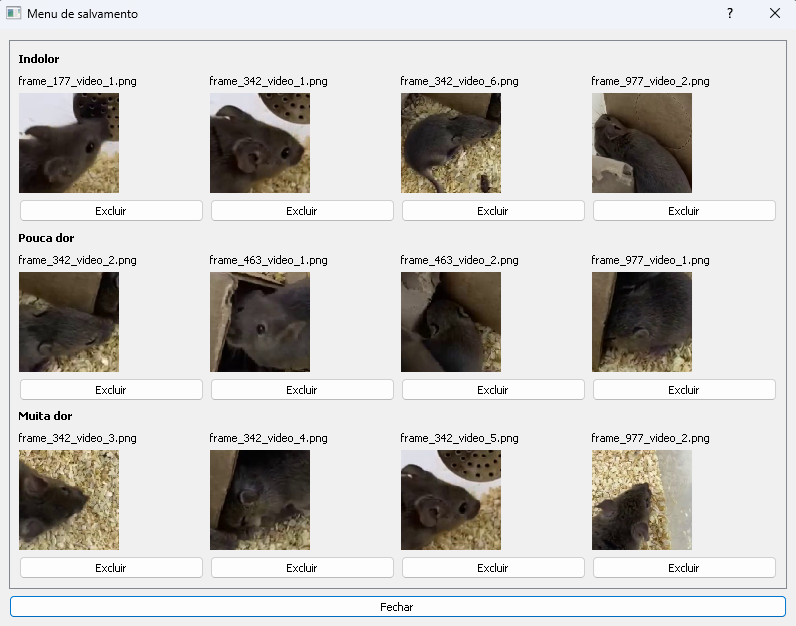 Menu de salvamento
?
Indolor
frame_177_video_1.png frame_342_video_1.png frame_342_video_6.png frame_977_video_2.png
Excluir Excluir Excluir Excluir
Pouca dor
frame_342_video_2.png frame_463_video_1.png frame_463_video_2.png frame_977_video_1.png
Excluir Excluir Excluir Excluir
Muita dor
frame_342_video_3.png frame_342_video_4.png frame_342_video_5.png frame_977_video_2.png
Excluir Excluir Excluir Excluir
Fechar